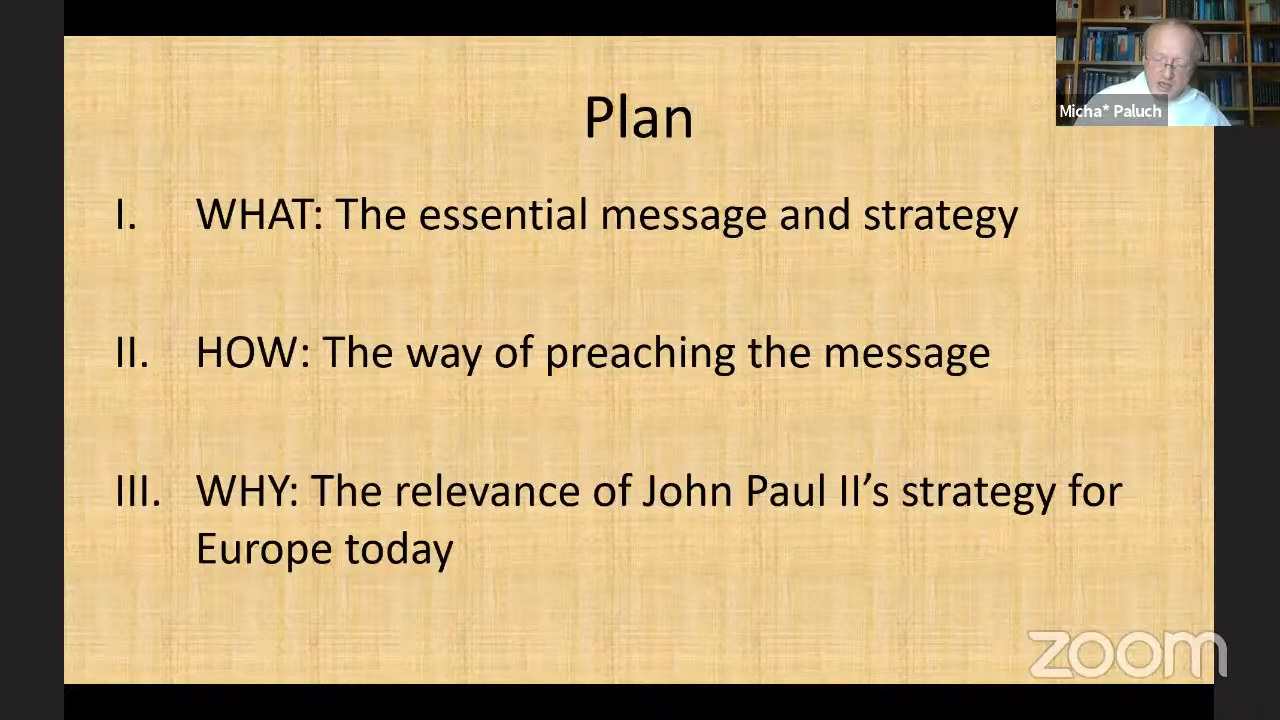 Plan
I. WHAT: The essential message and strategy
II. HOW: The way of preaching the message
III. WHY: The relevance of John Paul II’s strategy for
Europe today
Micha* Paluch
zoom